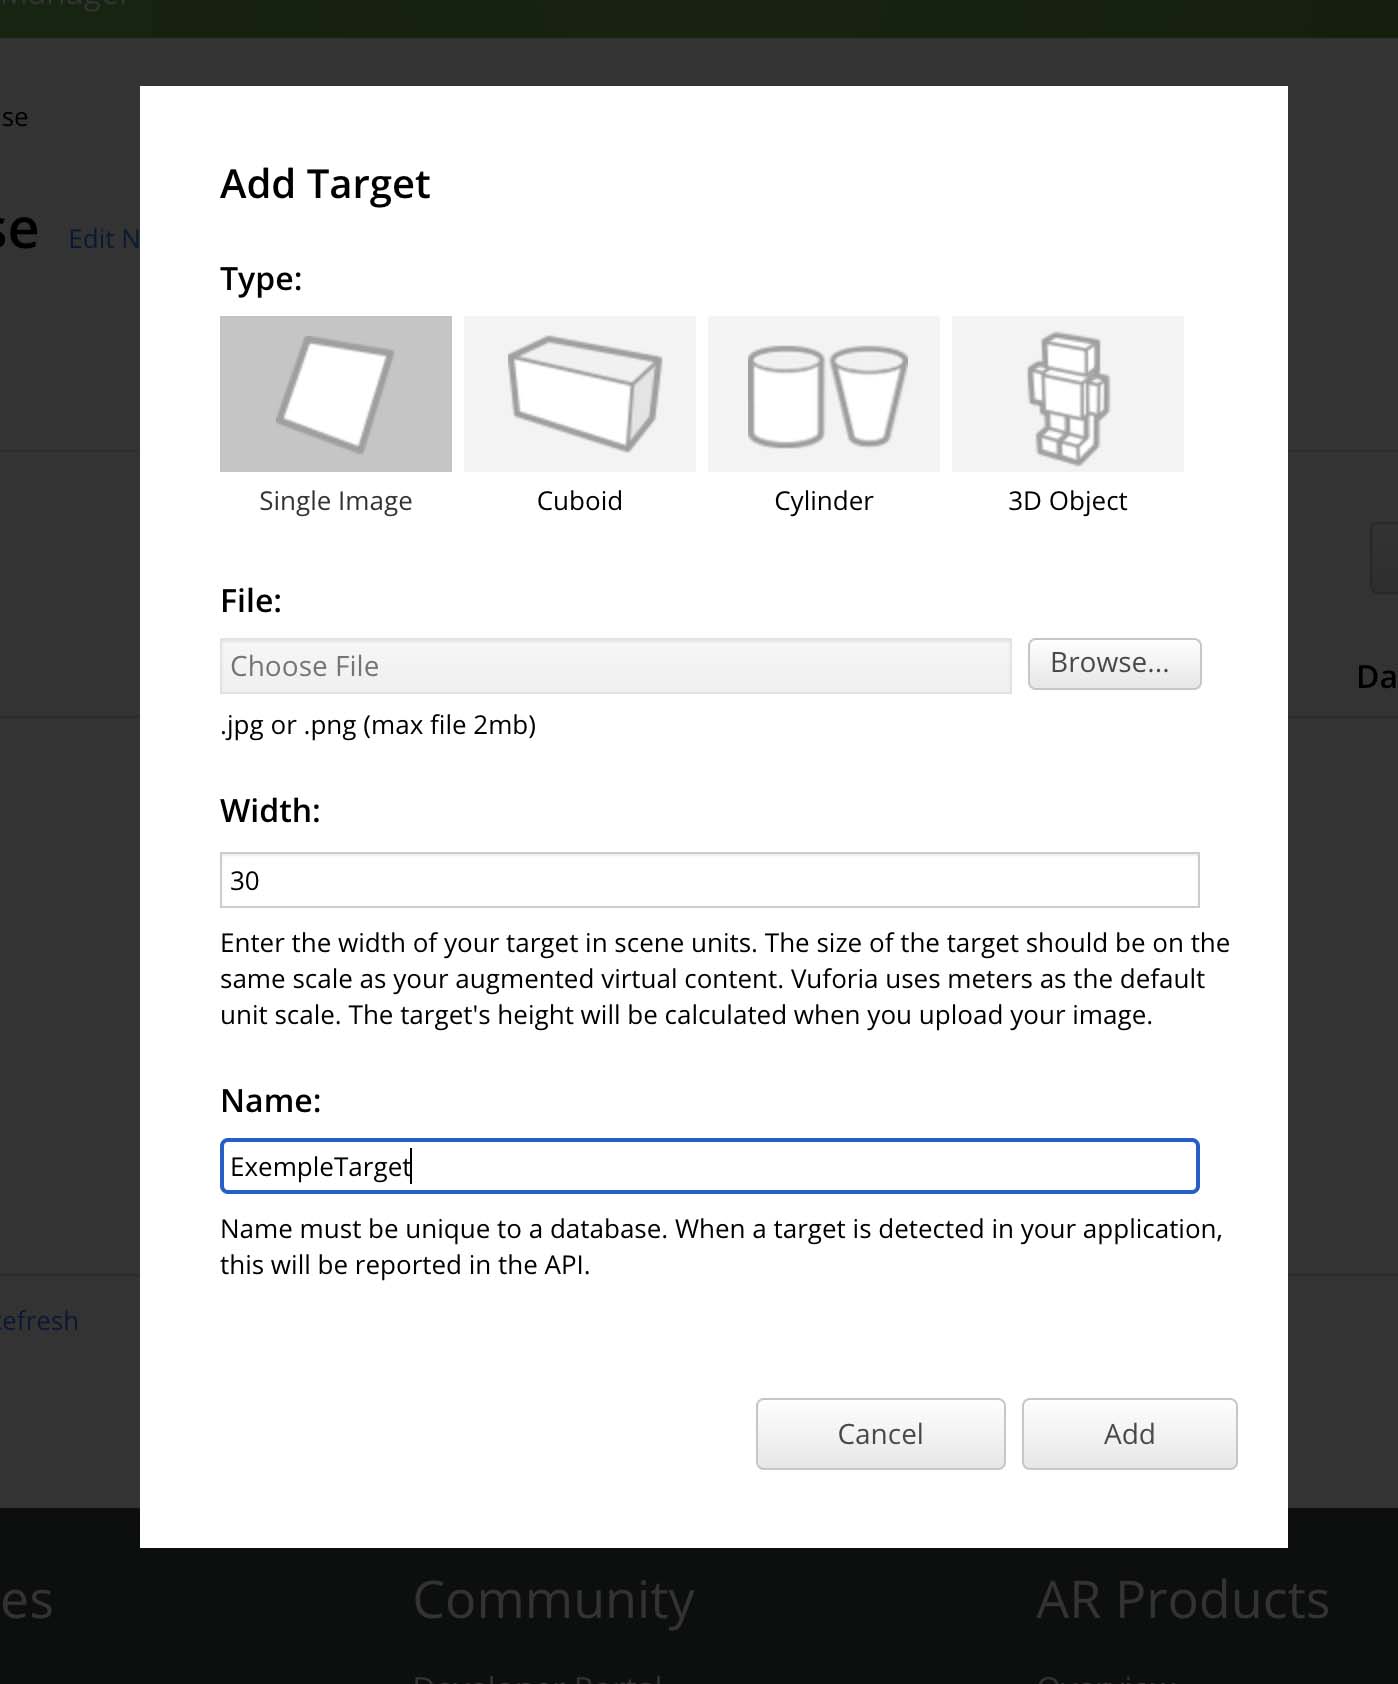 se
se Edit N
Add Target
Type:
Single Image
Cuboid
Cylinder
3D Object
File:
Choose File
Browse...
.jpg or .png (max file 2mb)
Da
Width:
30
Enter the width of your target in scene units. The size of the target should be on the
same scale as your augmented virtual content. Vuforia uses meters as the default
unit scale. The target's height will be calculated when you upload your image.
Name:
ExempleTarget
Name must be unique to a database. When a target is detected in your application,
this will be reported in the API.
efresh
Cancel
Add
es
Community
AR Products
Developer Portal
Overview